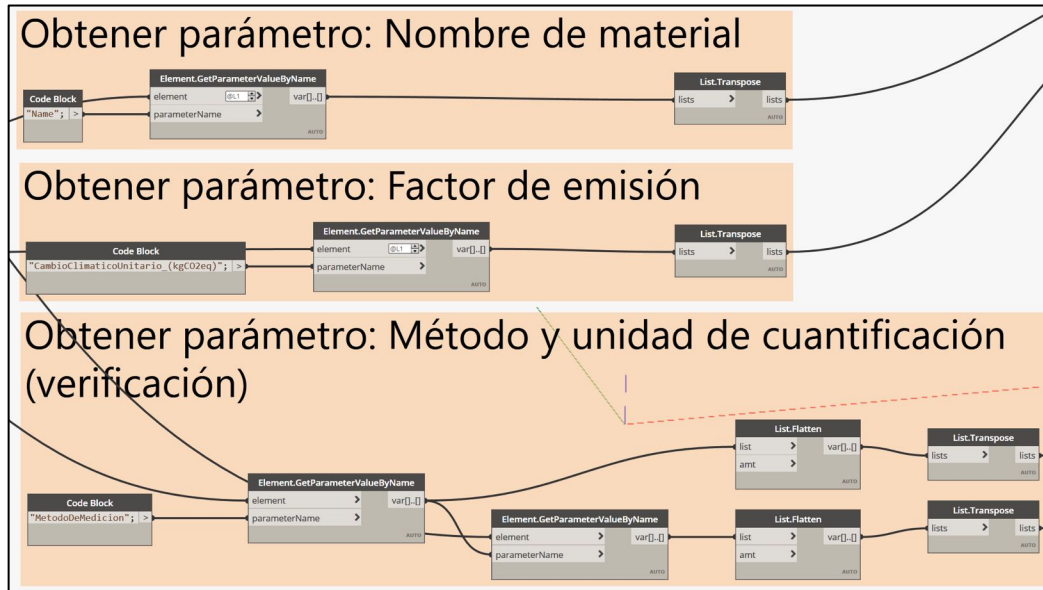 Obtener parámetro: Nombre de material
Element.GetParameterValueByName
List.Transpose
Code Block
element @L1 > var[]..[]
lists > lists
"Name"; >
parameterName >
AUTO
AUTO
Obtener parámetro: Factor de emisión
Element.GetParameterValueByName
List.Transpose
Code Block
element @L1 > var[]..[]
lists > lists
"CambioClimaticoUnitario_(kgCO2eq)"; >
parameterName >
AUTO
AUTO
Obtener parámetro: Método y unidad de cuantificación
(verificación)
List.Flatten
List.Transpose
list > var[]..[]
lists > lists
amt >
AUTO
AUTO
Element.GetParameterValueByName
Code Block
element > var[]..[]
"MetodoDeMedicion"; >
parameterName >
AUTO
Element.GetParameterValueByName
List.Flatten
List.Transpose
element > var[]..[]
list > var[]..[]
lists > lists
parameterName >
amt >
AUTO
AUTO
AUTO